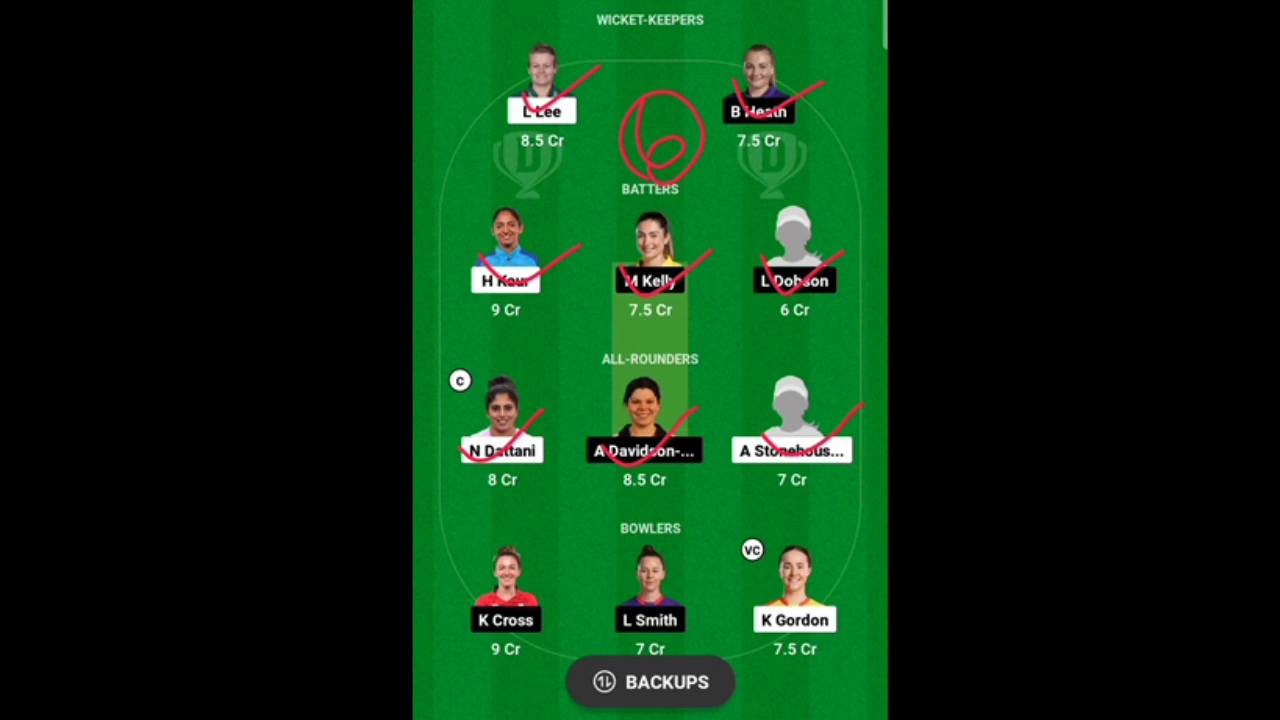 WICKET-KEEPERS
L Lee B Heath
8.5 Cr 7.5 Cr
6
BATTERS
H Kaur M Kelly L Dobson
9 Cr 7.5 Cr 6 Cr
ALL-ROUNDERS
C
N Dattani A Davidson-... A Stonehous...
8 Cr 8.5 Cr 7 Cr
BOWLERS
VC
K Cross L Smith K Gordon
9 Cr 7 Cr 7.5 Cr
BACKUPS